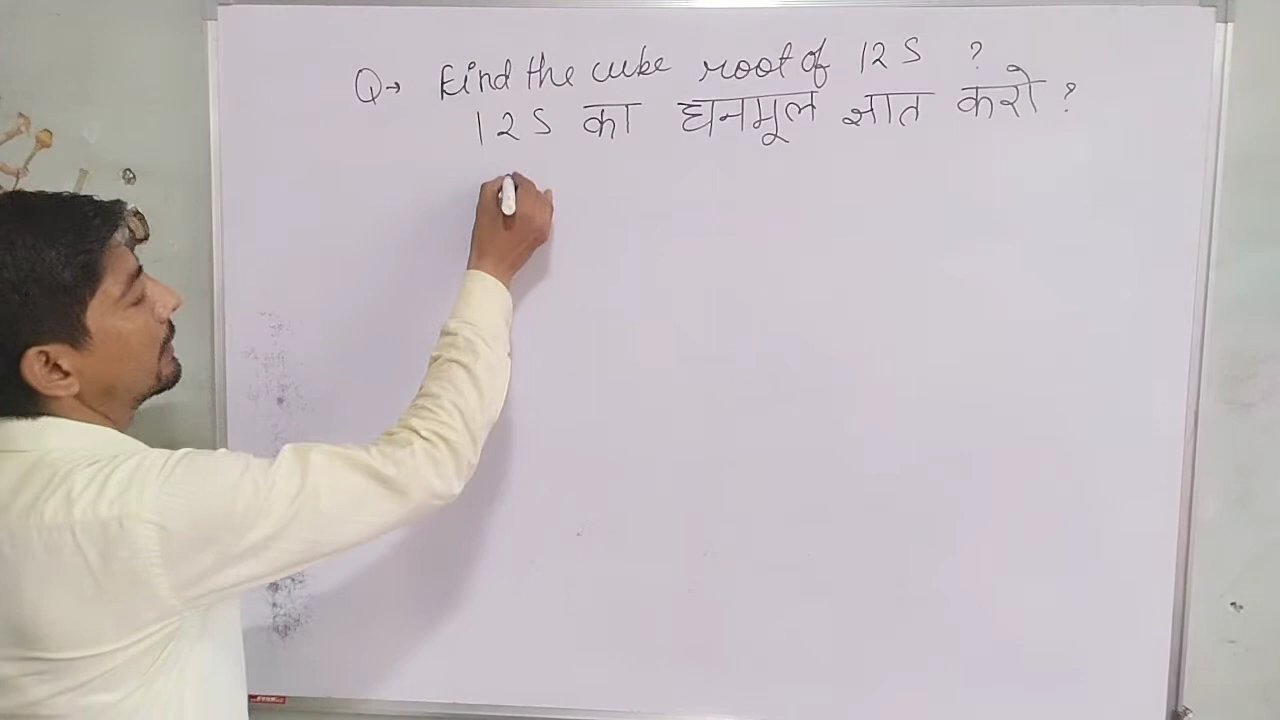 Q→ Find the cube root of 125 ?
125 का घनमूल ज्ञात करो ?